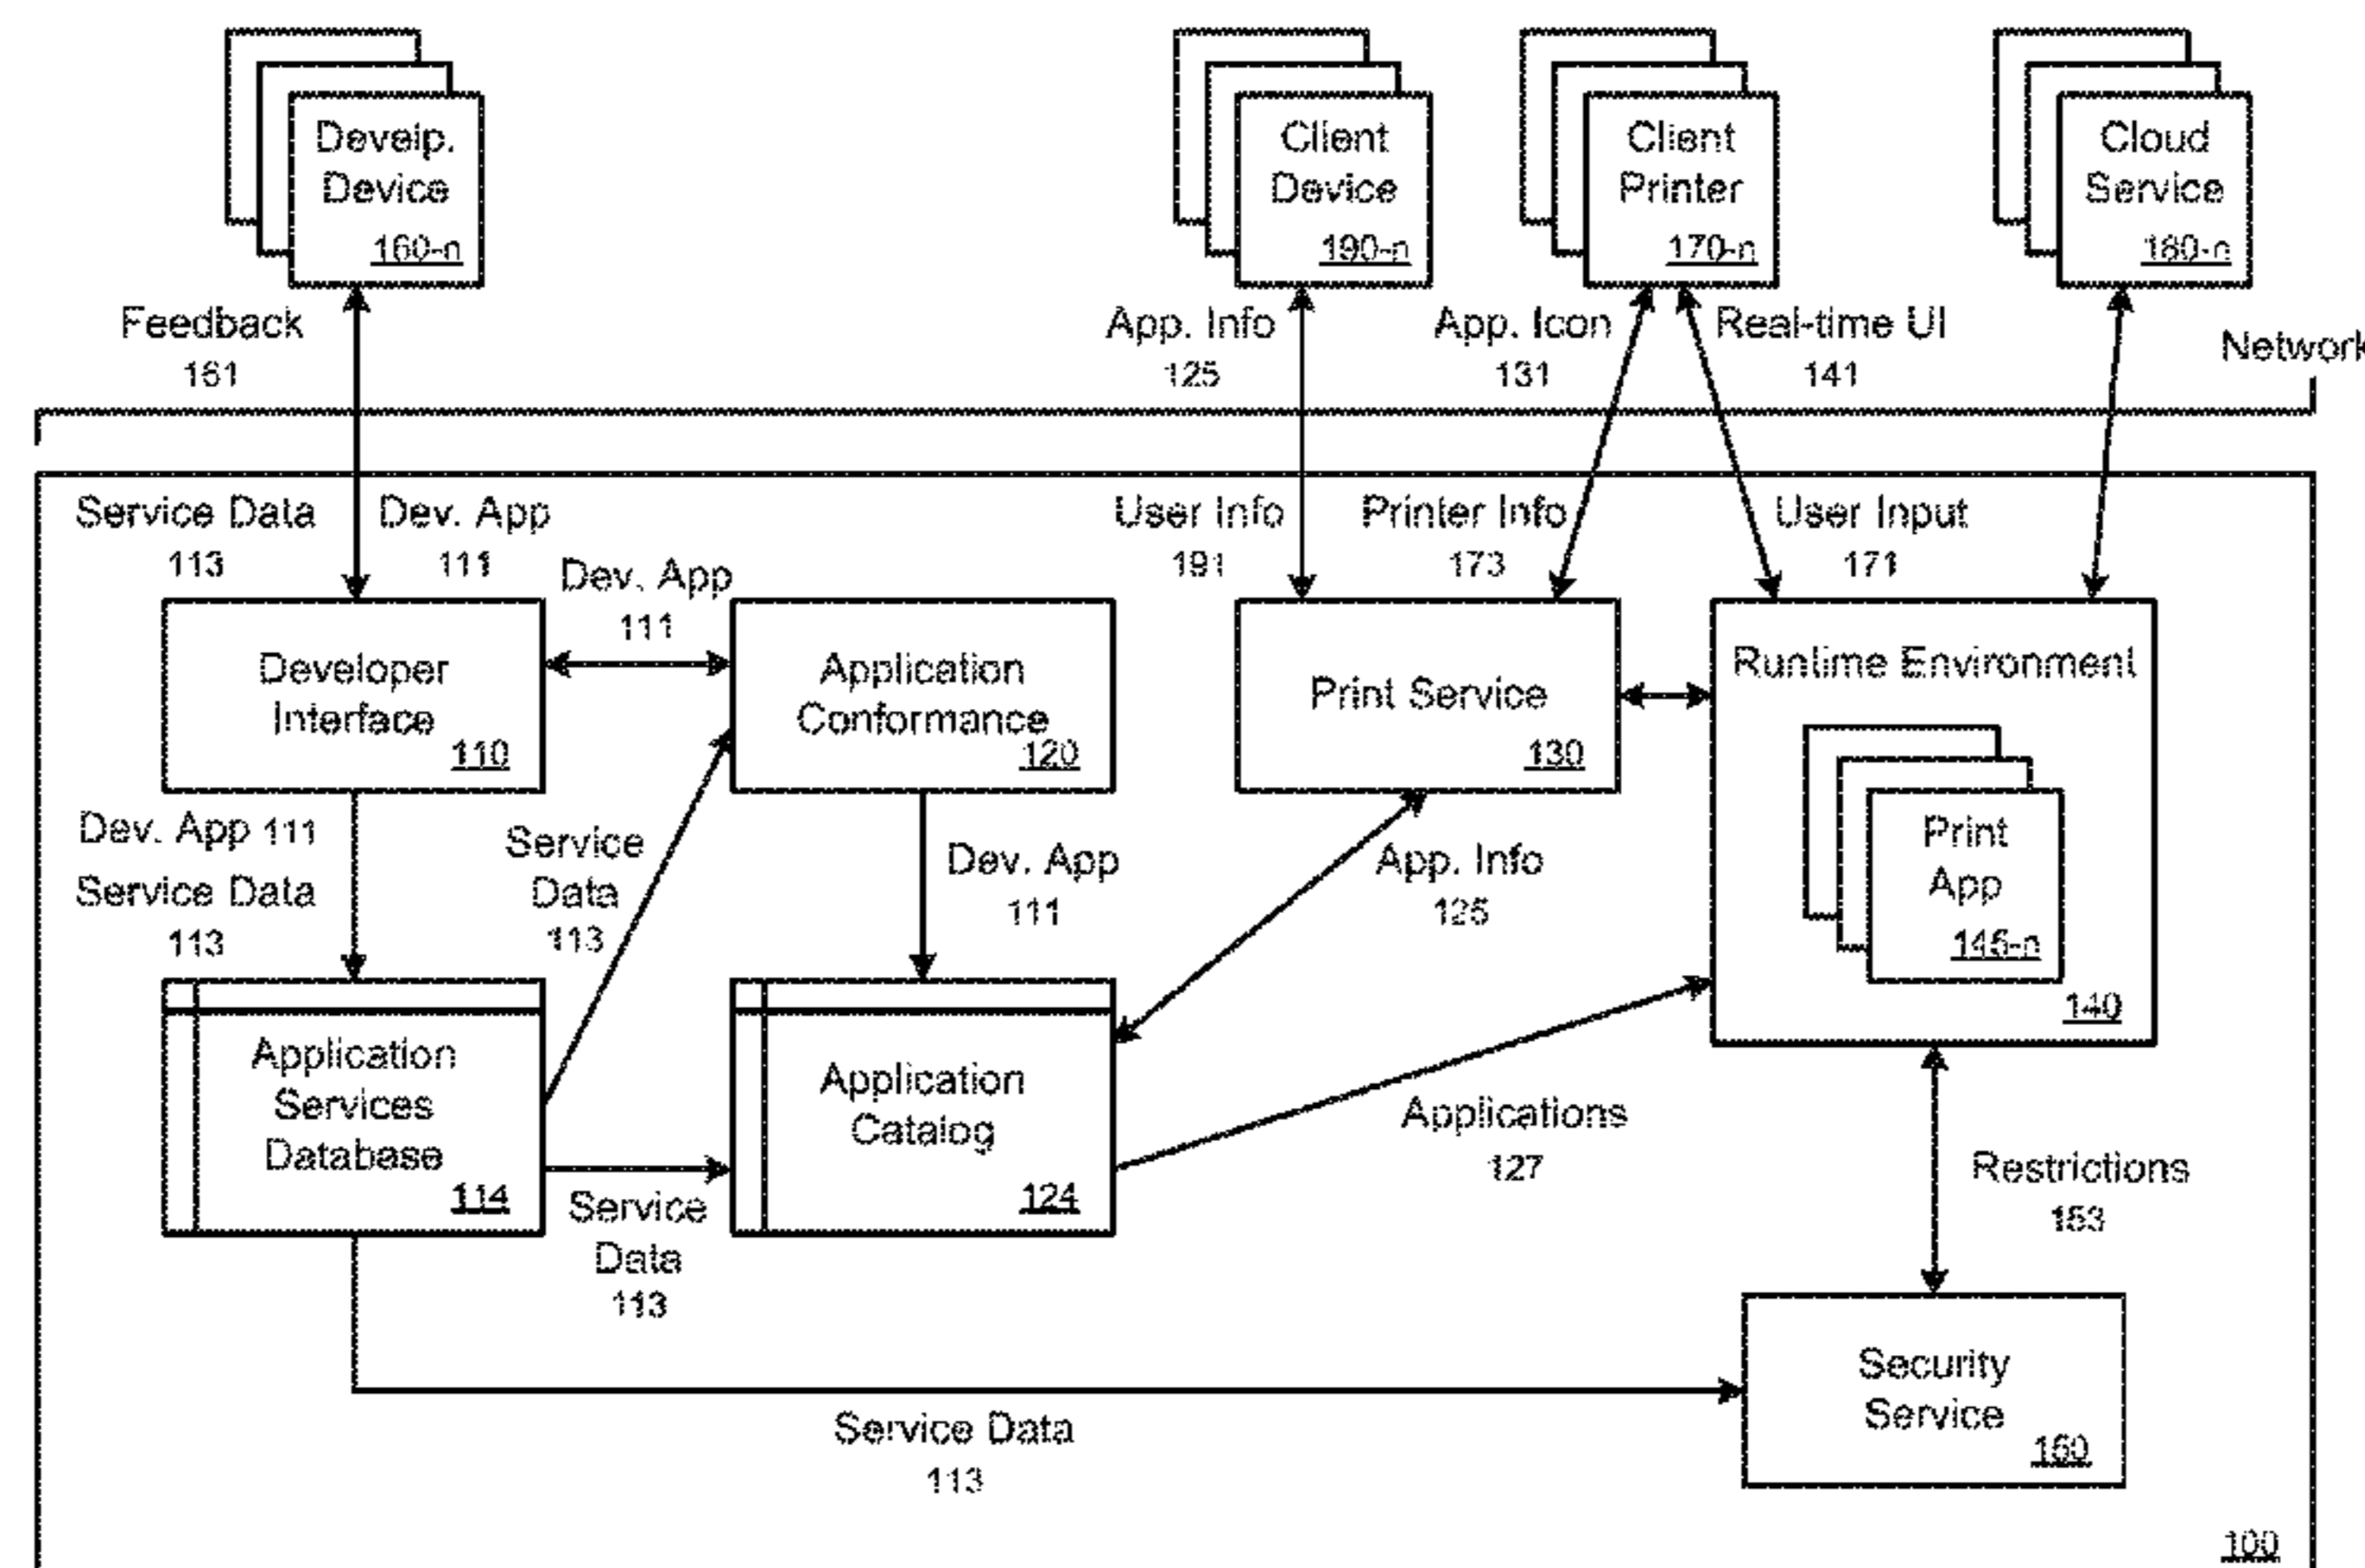 Develp.
Device
160-n
Client
Device
190-n
Client
Printer
170-n
Cloud
Service
180-n
Feedback
161
App. Info
125
App. Icon
131
Real-time UI
141
Network
Service Data
113
Dev. App
111
User Info
191
Printer Info
173
User Input
171
Dev. App
111
Developer
Interface
110
Application
Conformance
120
Print Service
130
Runtime Environment
Print
App
145-n
140
Dev. App 111
Service Data
113
Service
Data
113
Dev. App
111
App. Info
125
Application
Services
Database
114
Application
Catalog
124
Service
Data
113
Applications
127
Restrictions
153
Security
Service
150
Service Data
113
100